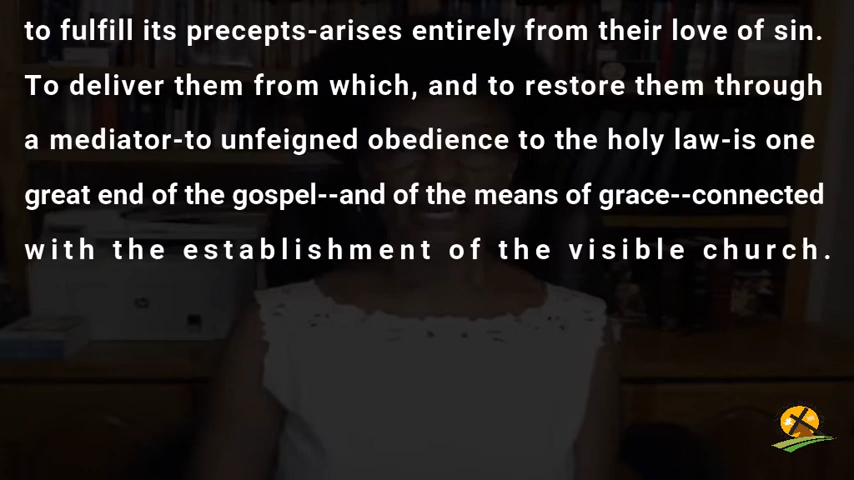 to fulfill its precepts-arises entirely from their love of sin.
To deliver them from which, and to restore them through
a mediator-to unfeigned obedience to the holy law-is one
great end of the gospel--and of the means of grace--connected
with the establishment of the visible church.